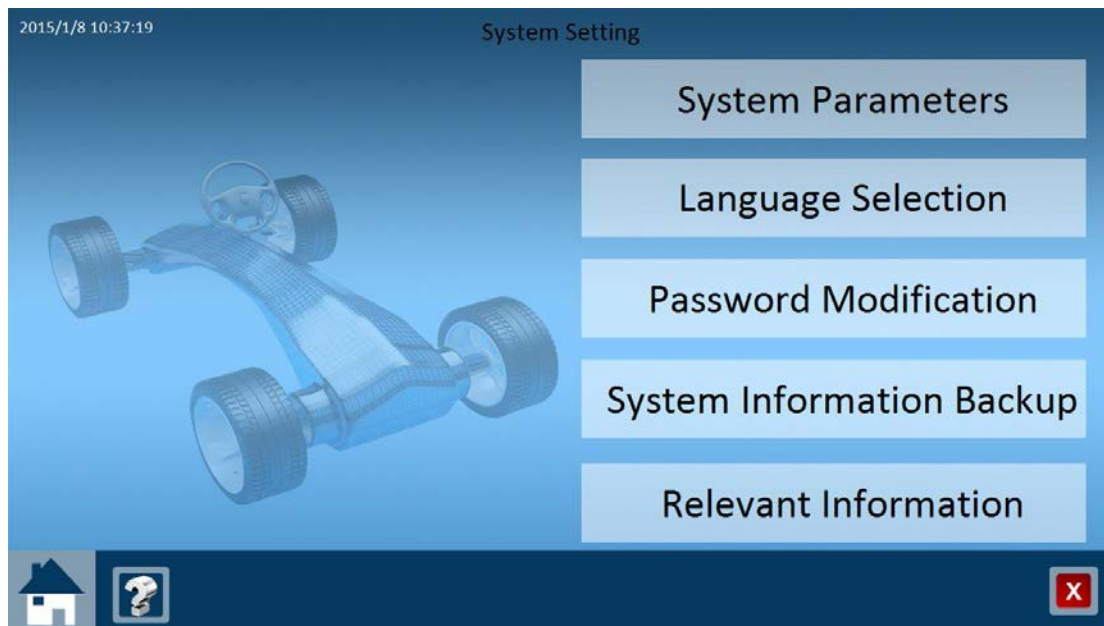 2015/1/8 10:37:19
System Setting
System Parameters
Language Selection
Password Modification
System Information Backup
Relevant Information
?
X